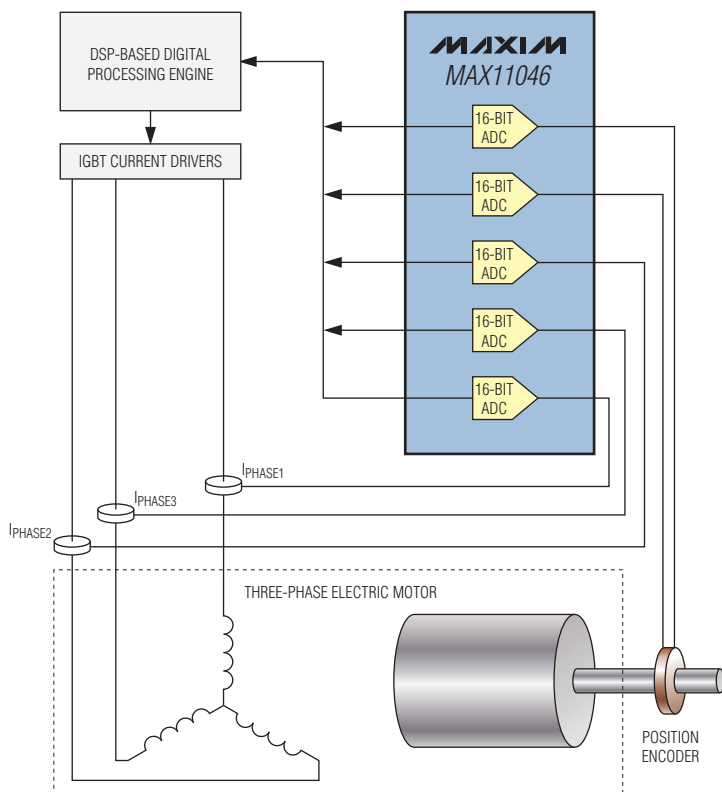 DSP-BASED DIGITAL
PROCESSING ENGINE
IGBT CURRENT DRIVERS
MAXIM
MAX11046
16-BIT
ADC
16-BIT
ADC
16-BIT
ADC
16-BIT
ADC
16-BIT
ADC
IPHASE1
IPHASE3
IPHASE2
THREE-PHASE ELECTRIC MOTOR
POSITION
ENCODER